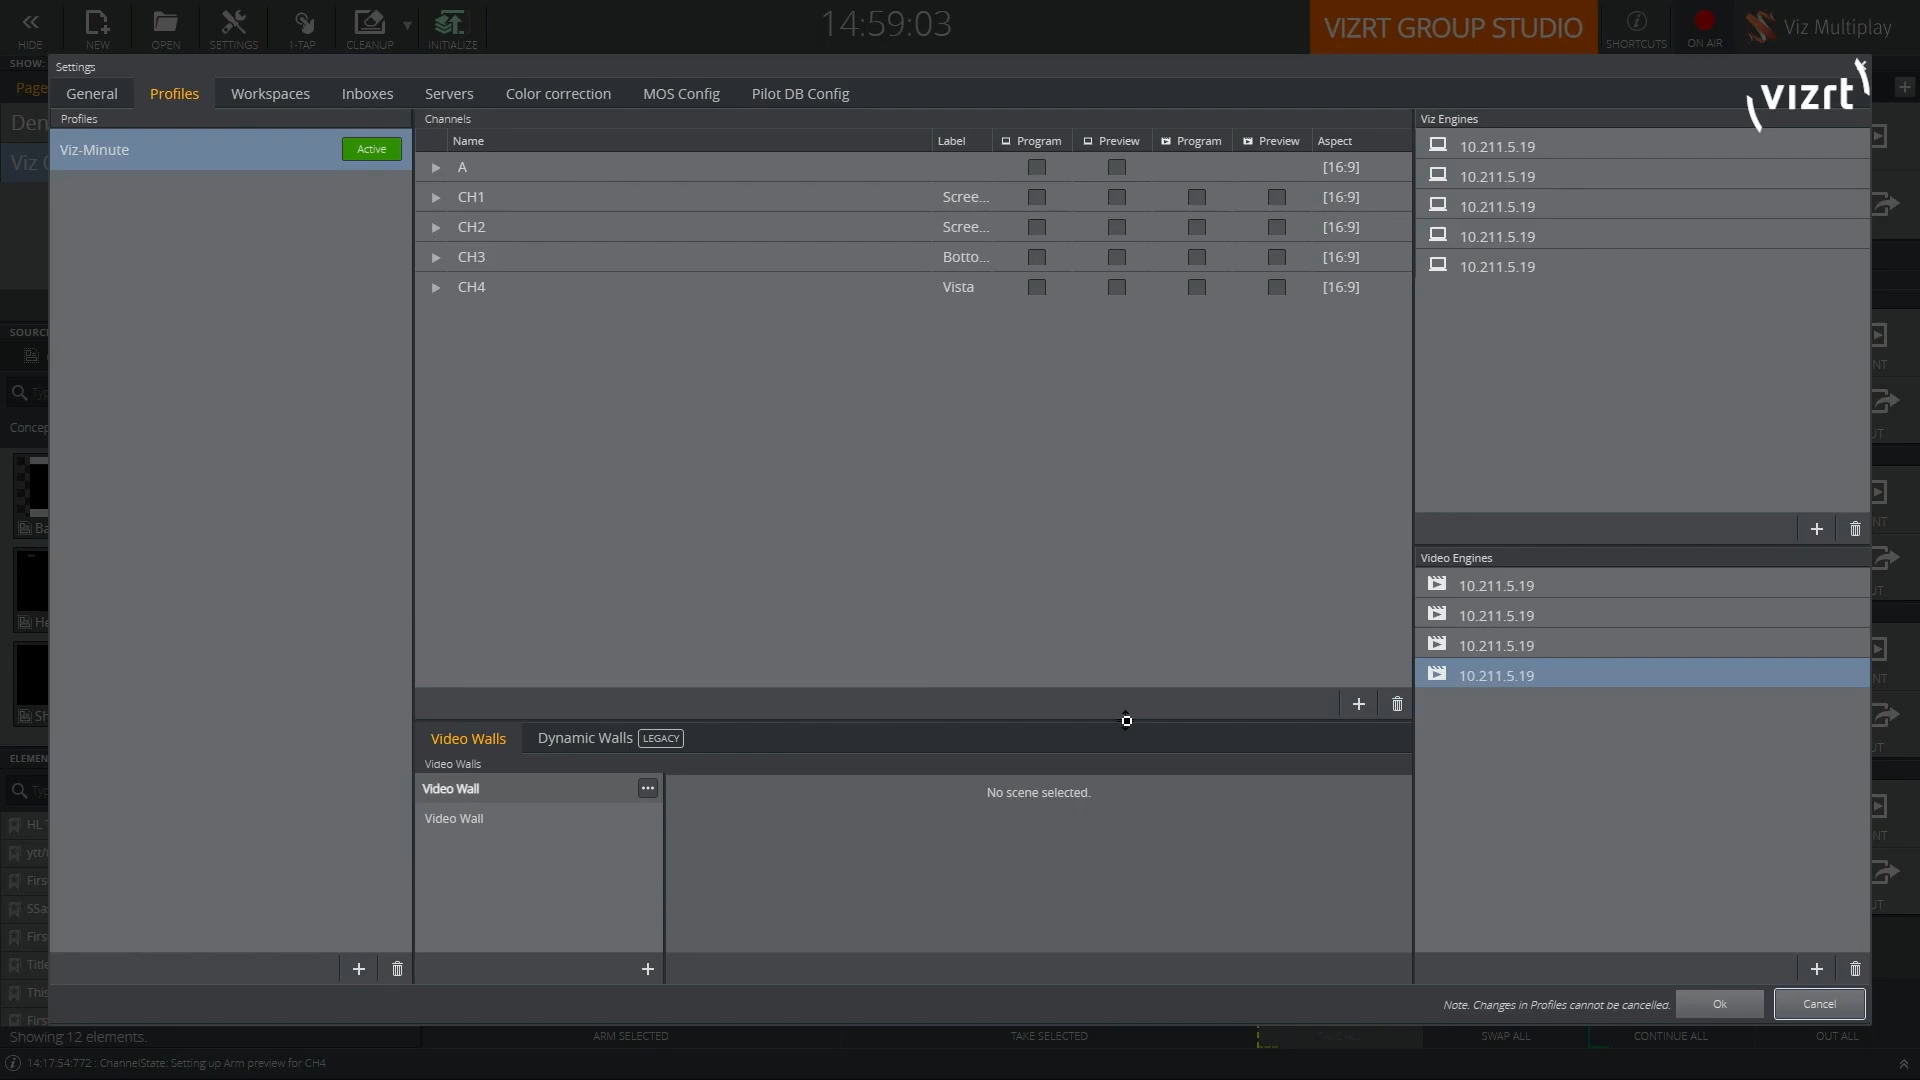 HIDE NEW OPEN SETTINGS 1-TAP CLEANUP INITIALIZE
14:59:03
VIZRT GROUP STUDIO
SHORTCUTS ON AIR Viz Multiplay
SHOW:
Settings
General Profiles Workspaces Inboxes Servers Color correction MOS Config Pilot DB Config
vizrt
Profiles
Viz-Minute Active
Channels
Name Label Program Preview Program Preview Aspect
A [16:9]
CH1 Scree... [16:9]
CH2 Scree... [16:9]
CH3 Botto... [16:9]
CH4 Vista [16:9]
Viz Engines
10.211.5.19
10.211.5.19
10.211.5.19
10.211.5.19
10.211.5.19
Video Engines
10.211.5.19
10.211.5.19
10.211.5.19
10.211.5.19
Video Walls Dynamic Walls LEGACY
Video Walls
Video Wall ...
Video Wall
No scene selected.
Note. Changes in Profiles cannot be cancelled. Ok Cancel
Showing 12 elements.
ARM SELECTED TAKE SELECTED SWAP ALL CONTINUE ALL OUT ALL
14:17:54:772 : ChannelState: Setting up Arm preview for CH4